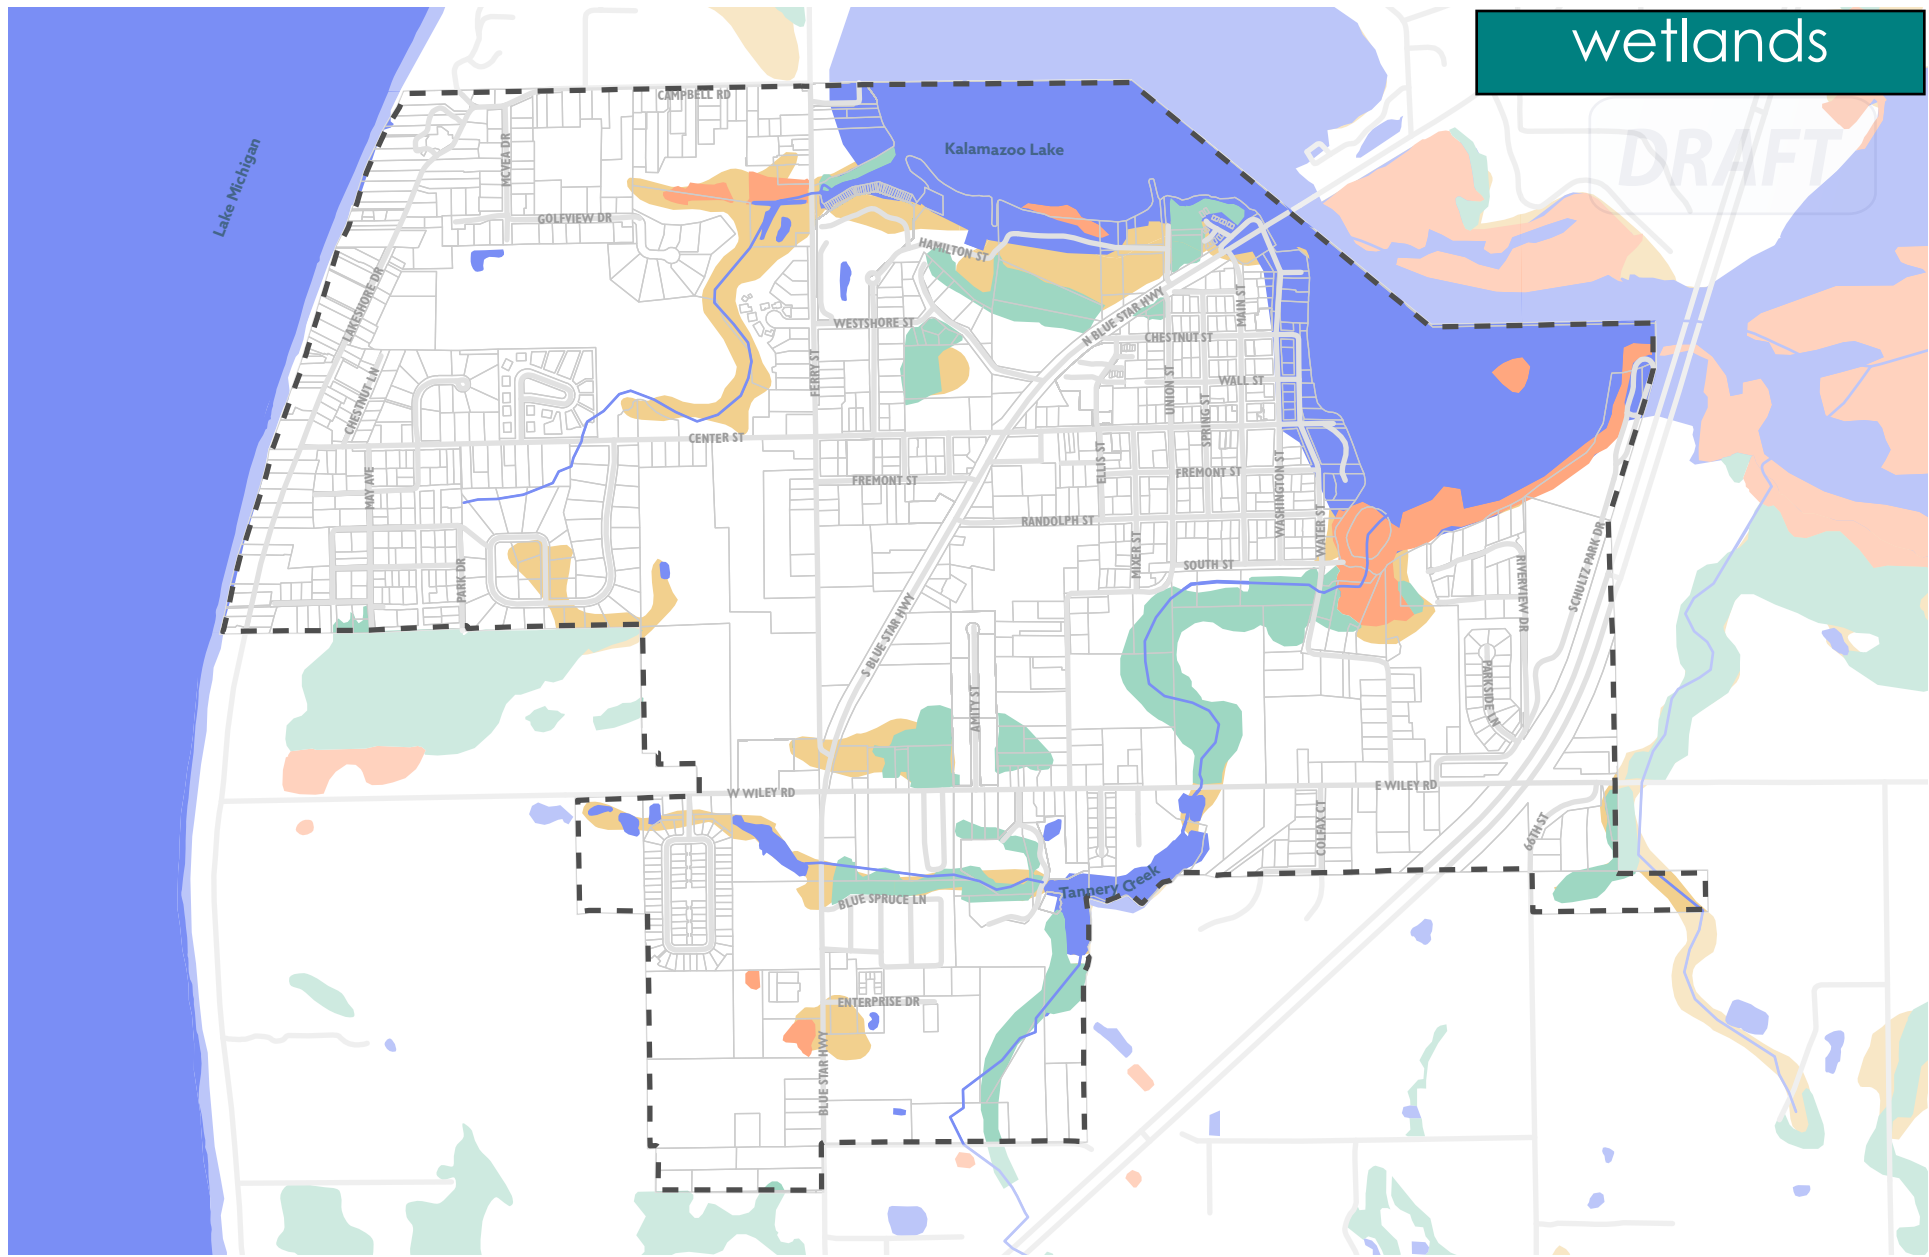 wetlands
DRAFT
CAMPBELL RD
Lake Michigan
MCVEA DR
Kalamazoo Lake
GOLFVIEW DR
HAMILTON ST
LAKESHORE DR
N BLUE STAR HWY
MAIN ST
WESTSHORE ST
CHESTNUT ST
FERRY ST
CHESTNUT LN
UNION ST
WALL ST
SPRING ST
CENTER ST
MAY AVE
FREMONT ST
ELLIS ST
FREMONT ST
WASHINGTON ST
RANDOLPH ST
WATER ST
MIXER ST
SOUTH ST
PARK DR
RIVERVIEW DR
SCHULTZ PARK DR
S BLUE STAR HWY
PARKSIDE LN
AMITY ST
W WILEY RD
E WILEY RD
COLFAX CT
66TH ST
Tannery Creek
BLUE SPRUCE LN
ENTERPRISE DR
BLUE STAR HWY